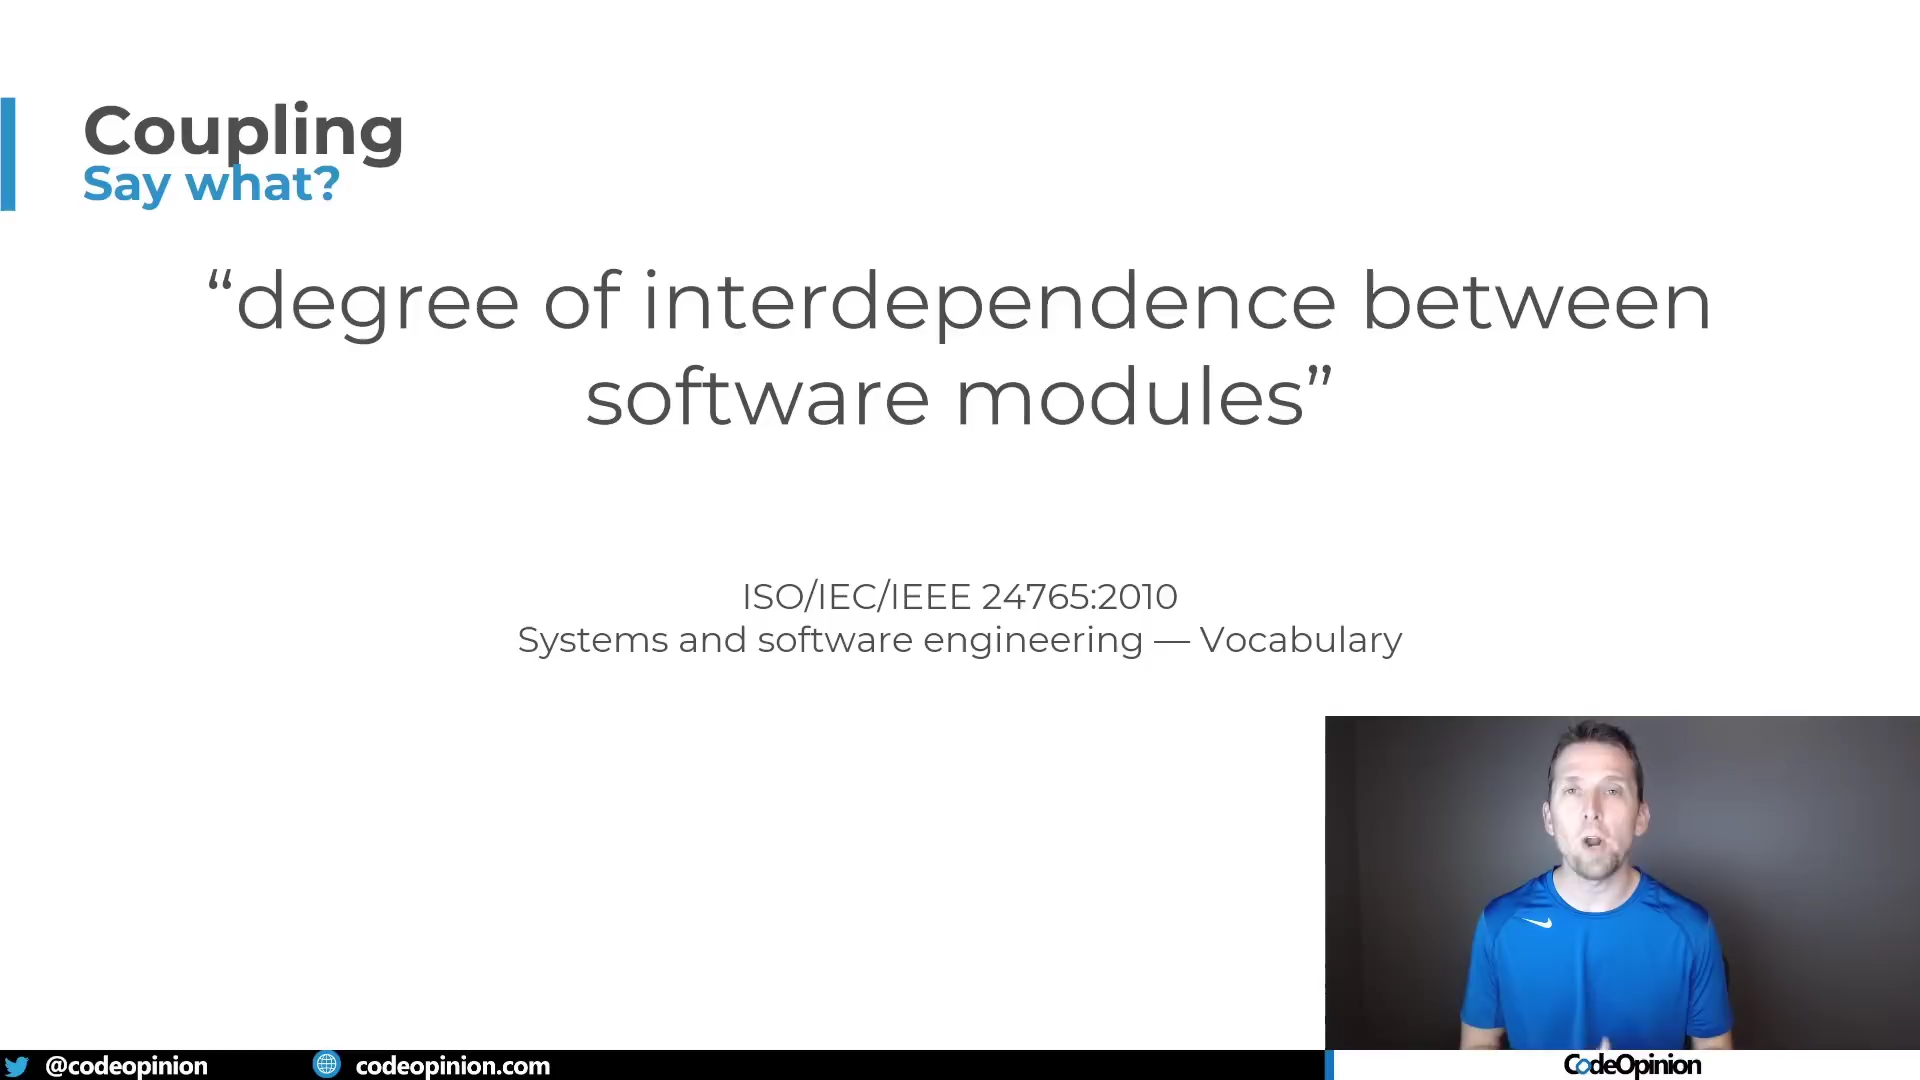 Coupling
Say what?
“degree of interdependence between
software modules”
ISO/IEC/IEEE 24765:2010
Systems and software engineering — Vocabulary
@codeopinion
codeopinion.com
CodeOpinion